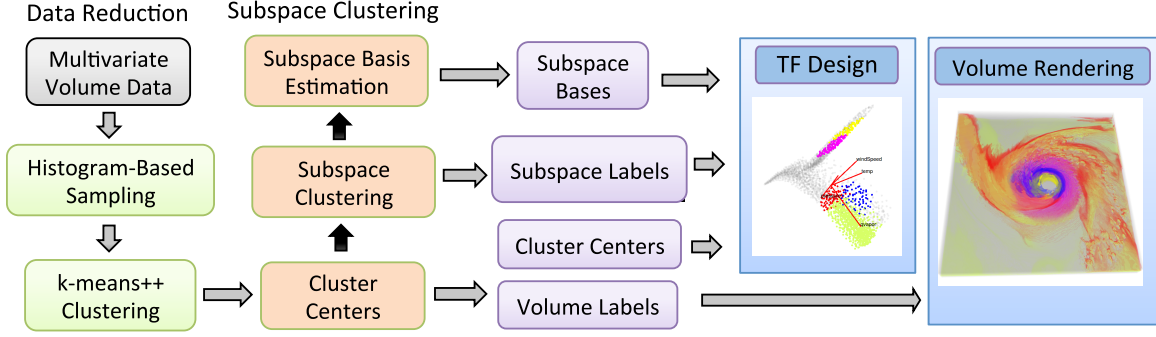 Data Reduction
Subspace Clustering
Multivariate
Volume Data
Histogram-Based
Sampling
k-means++
Clustering
Subspace Basis
Estimation
Subspace
Clustering
Cluster
Centers
Subspace
Bases
Subspace Labels
Cluster Centers
Volume Labels
TF Design
windSpeed
temp
qvapor
Volume Rendering